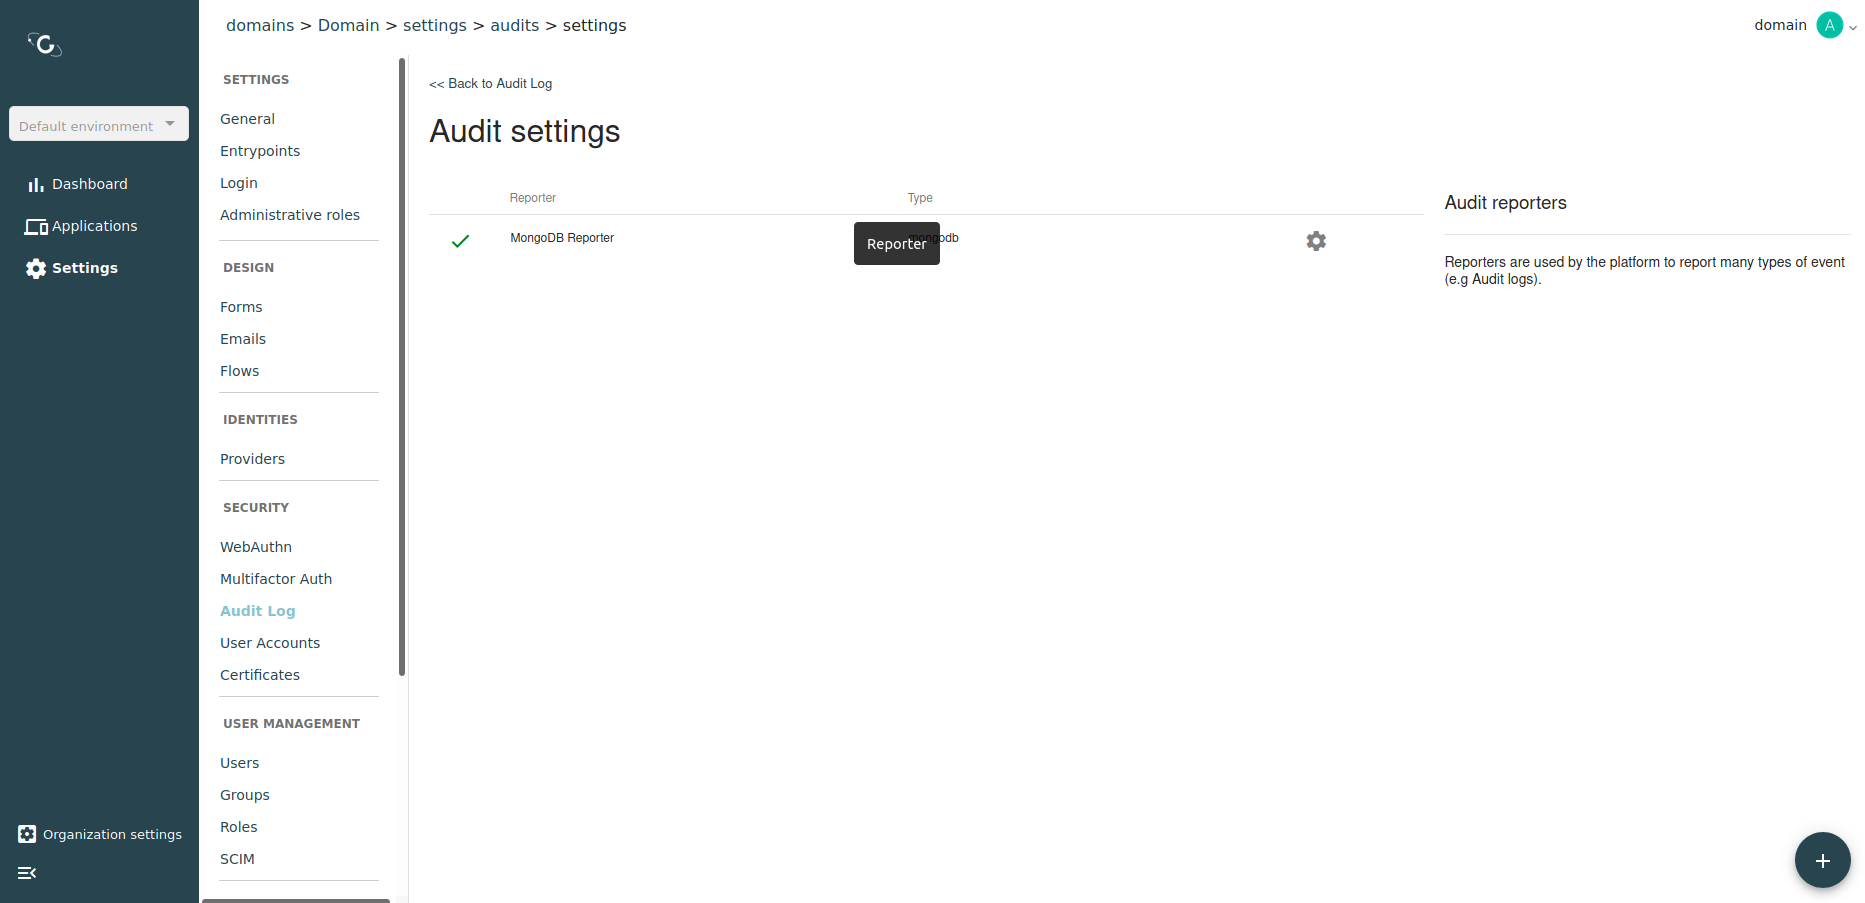 domains > Domain > settings > audits > settings
domain A
Default environment
Dashboard
Applications
Settings
Organization settings
SETTINGS
General
Entrypoints
Login
Administrative roles
DESIGN
Forms
Emails
Flows
IDENTITIES
Providers
SECURITY
WebAuthn
Multifactor Auth
Audit Log
User Accounts
Certificates
USER MANAGEMENT
Users
Groups
Roles
SCIM
<< Back to Audit Log
Audit settings
Reporter Type
MongoDB Reporter mongodb
Reporter
Audit reporters
Reporters are used by the platform to report many types of event
(e.g Audit logs).